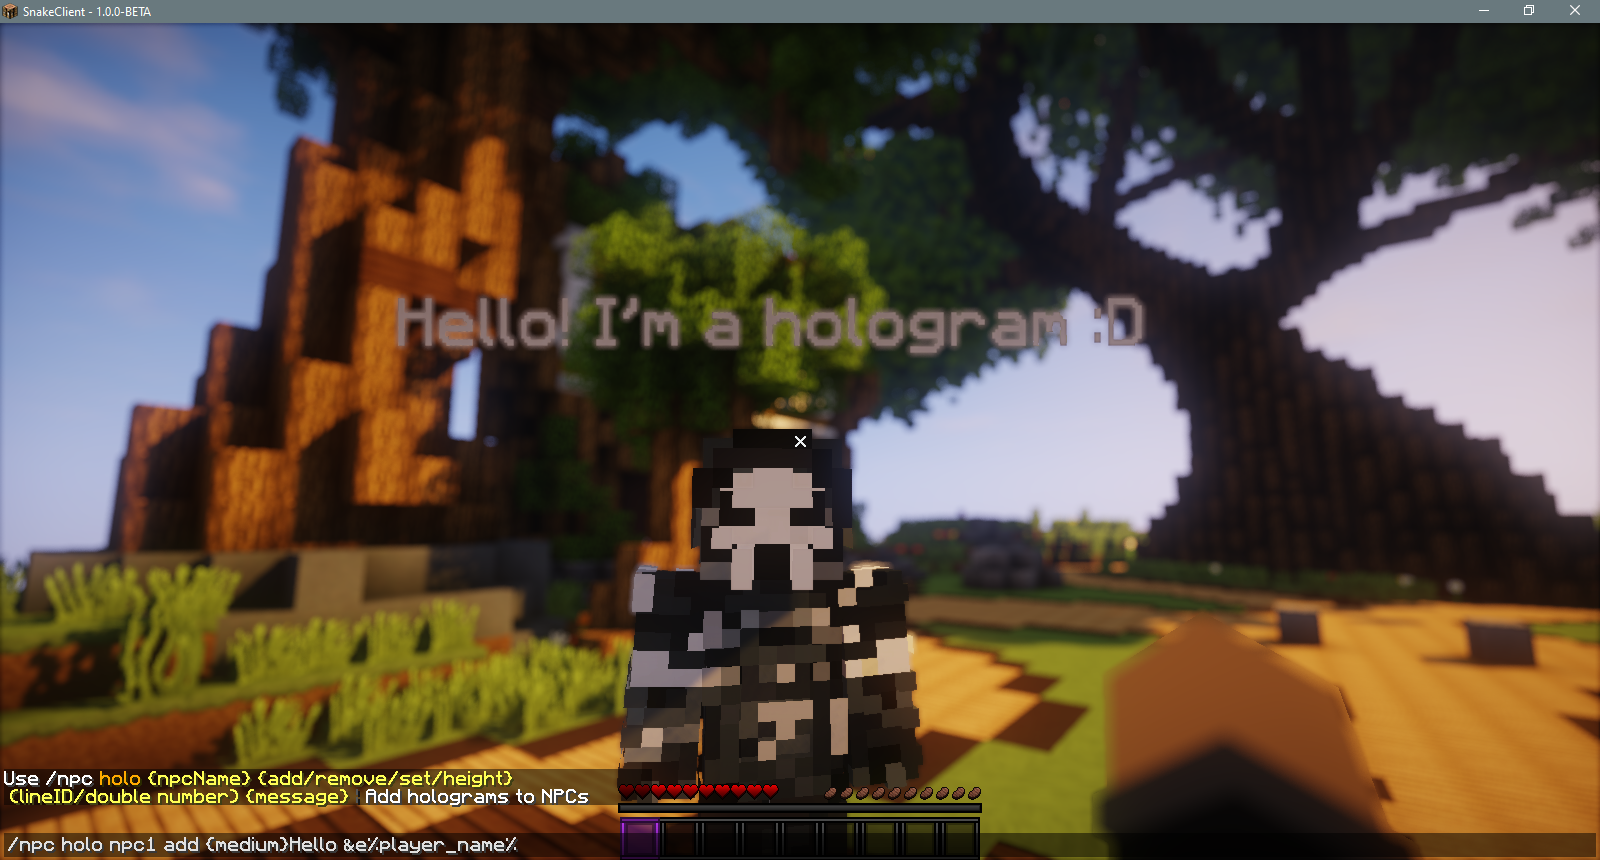 SnakeClient - 1.0.0-BETA
Hello! I'm a hologram :D
Use /npc holo {npcName} {add/remove/set/height}
(lineID/double number) {message} | Add holograms to NPCs
/npc holo npc1 add {medium}Hello &e%player_name%